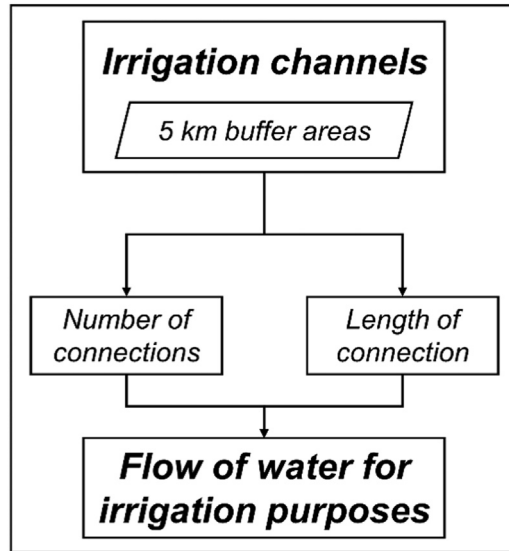 Irrigation channels
5 km buffer areas
Number of
connections
Length of
connection
Flow of water for
irrigation purposes